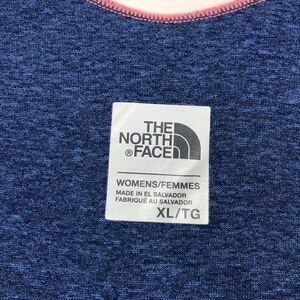 THE
NORTH
®FACE
WOMENS/FEMMES
MADE IN EL SALVADOR
FABRIQUÉ AU SALVADOR
XL/TG